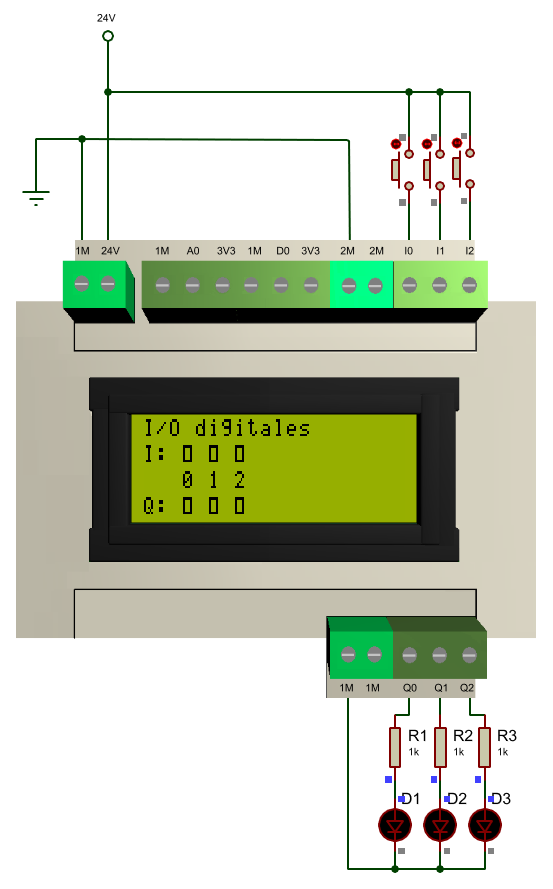 24V
1M 24V 1M A0 3V3 1M D0 3V3 2M 2M I0 I1 I2
I/O digitales
I: 0 0 0
0 1 2
Q: 0 0 0
1M 1M Q0 Q1 Q2
R1 R2 R3
1k 1k 1k
D1 D2 D3